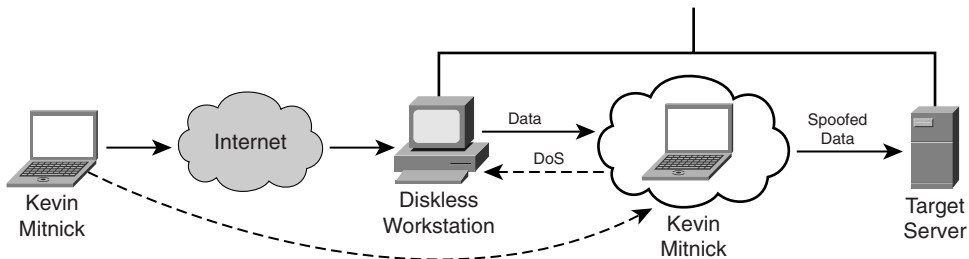 Internet
Data
DoS
Spoofed
Data
Kevin
Mitnick
Diskless
Workstation
Kevin
Mitnick
Target
Server